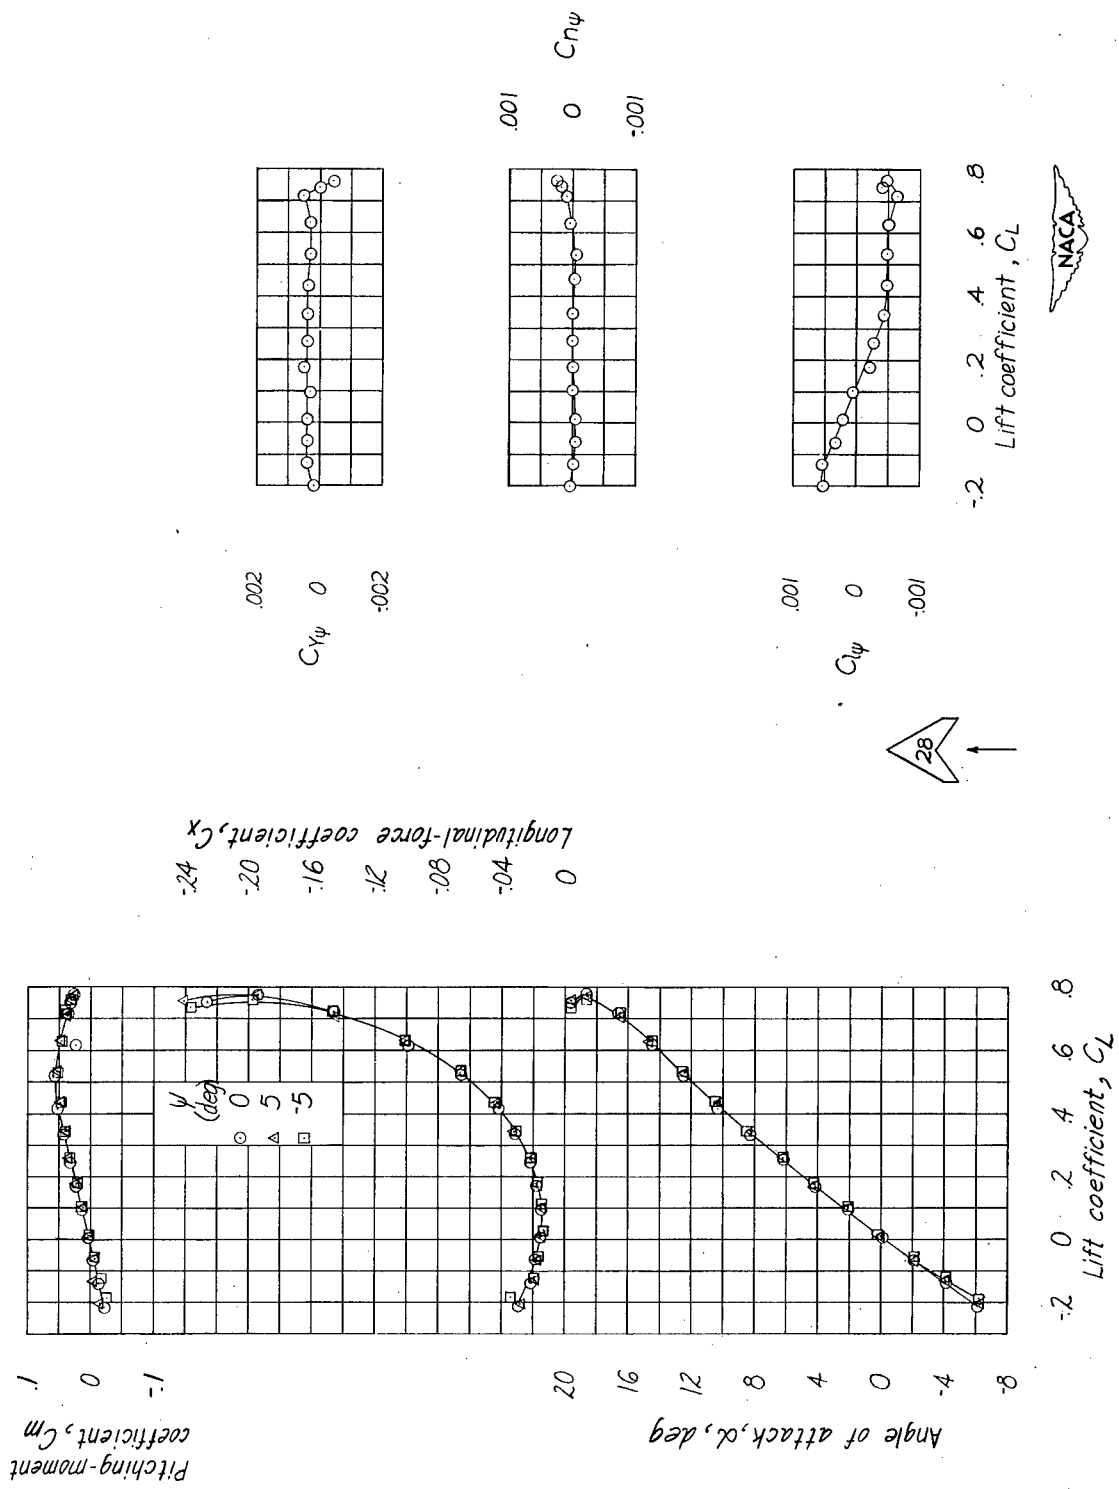 .1
0
-.1
Pitching-moment
coefficient, Cm
-.24
-.20
-.16
-.12
-.08
-.04
0
Longitudinal-force coefficient, Cx
ψ
(deg)
0
5
-5
20
16
12
8
4
0
-4
-8
Angle of attack, α, deg
-.2 0 .2 .4 .6 .8
Lift coefficient, CL
28
.002
0
-.002
CYψ
.001
0
-.001
Cnψ
.001
0
-.001
Clψ
-.2 0 .2 .4 .6 .8
Lift coefficient, CL
NACA